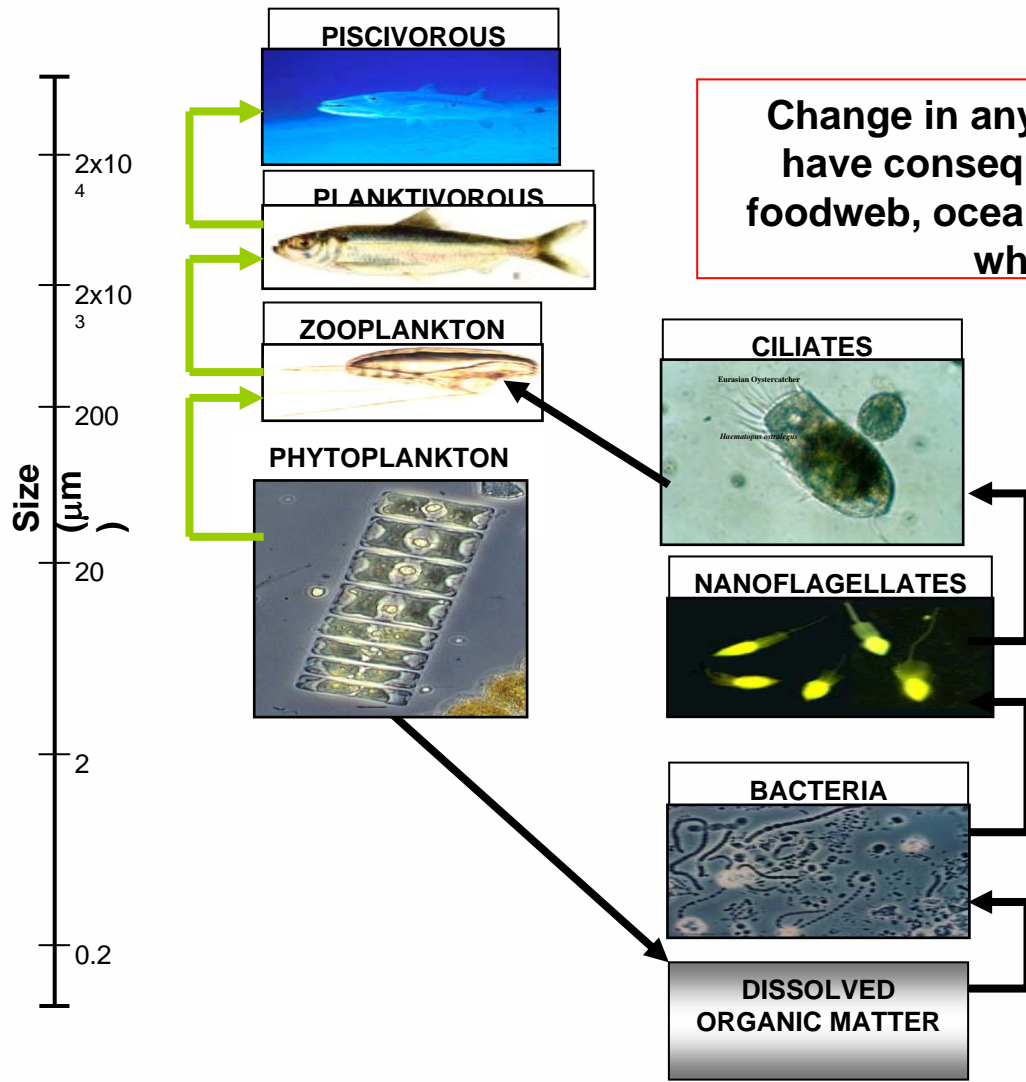 PISCIVOROUS
2x10
4
PLANKTIVOROUS
2x10
3
ZOOPLANKTON
200
Size
(μm
)
PHYTOPLANKTON
20
2
0.2
Change in any
have conseq
foodweb, ocea
wh
CILIATES
Eurasian Oystercatcher
Haematopus ostralegus
NANOFLAGELLATES
BACTERIA
DISSOLVED
ORGANIC MATTER